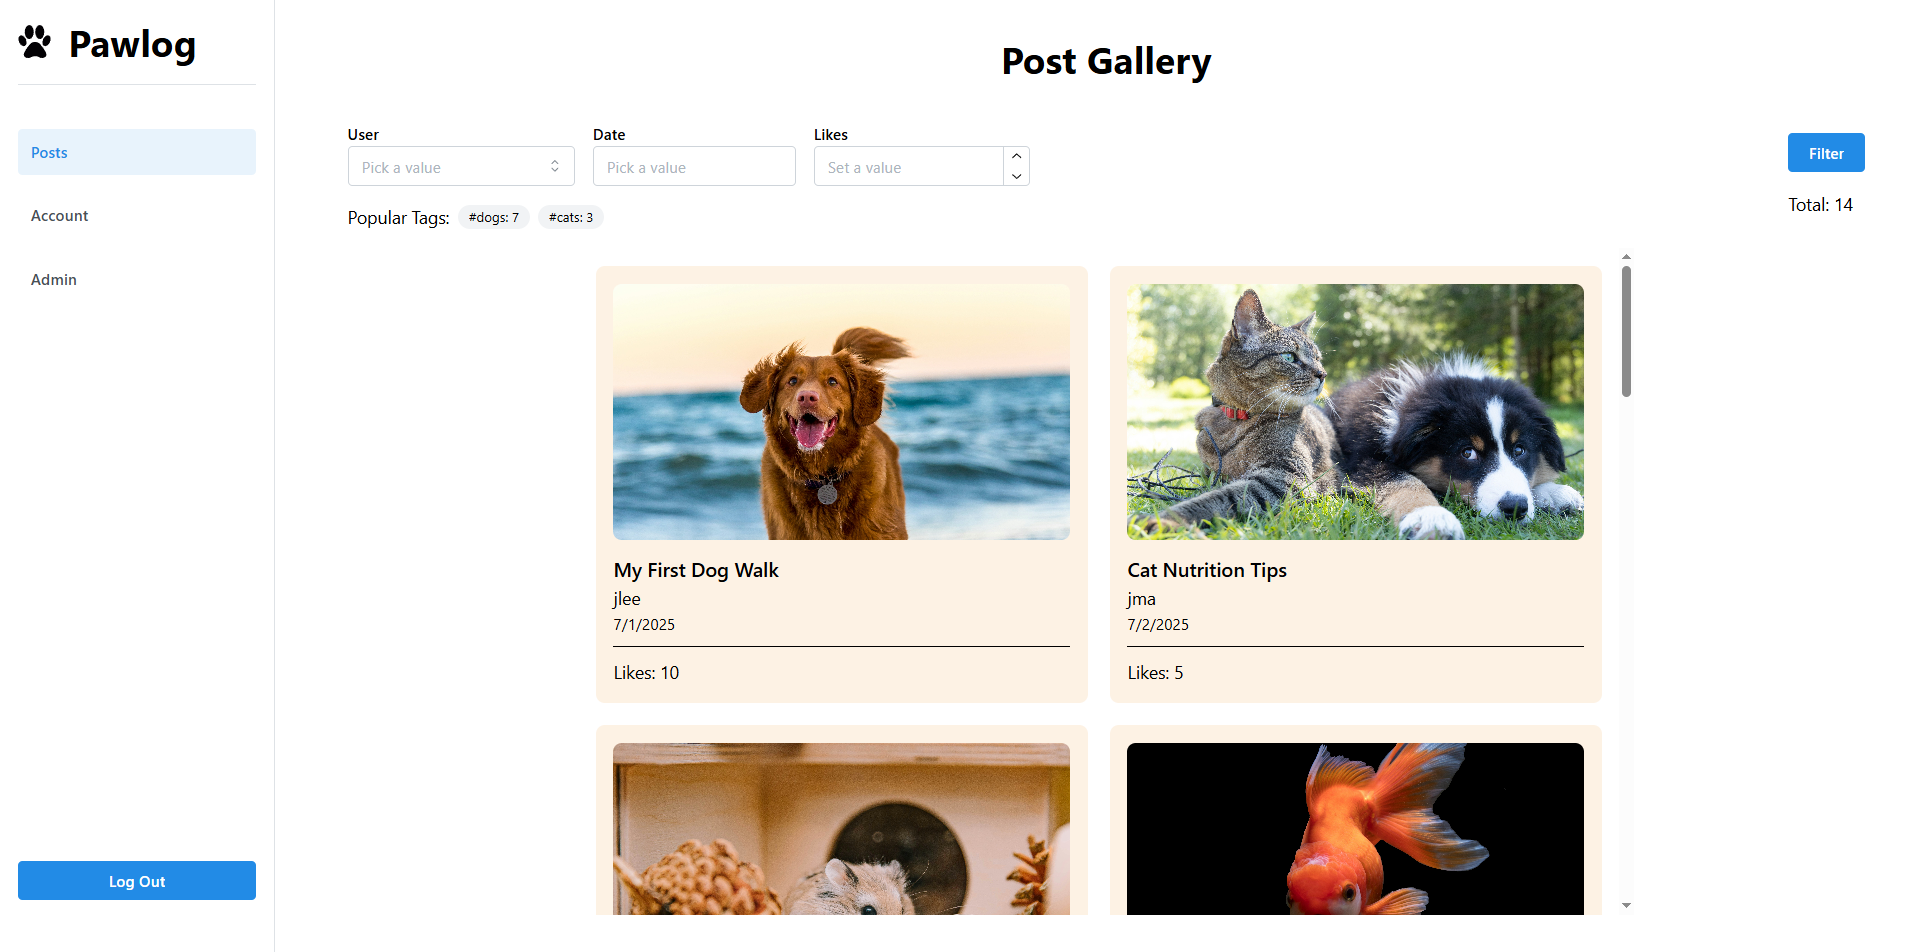 Pawlog
Posts
Account
Admin
Log Out
Post Gallery
User
Date
Likes
Pick a value
Pick a value
Set a value
Filter
Popular Tags: #dogs: 7 #cats: 3
Total: 14
My First Dog Walk
jlee
7/1/2025
Likes: 10
Cat Nutrition Tips
jma
7/2/2025
Likes: 5